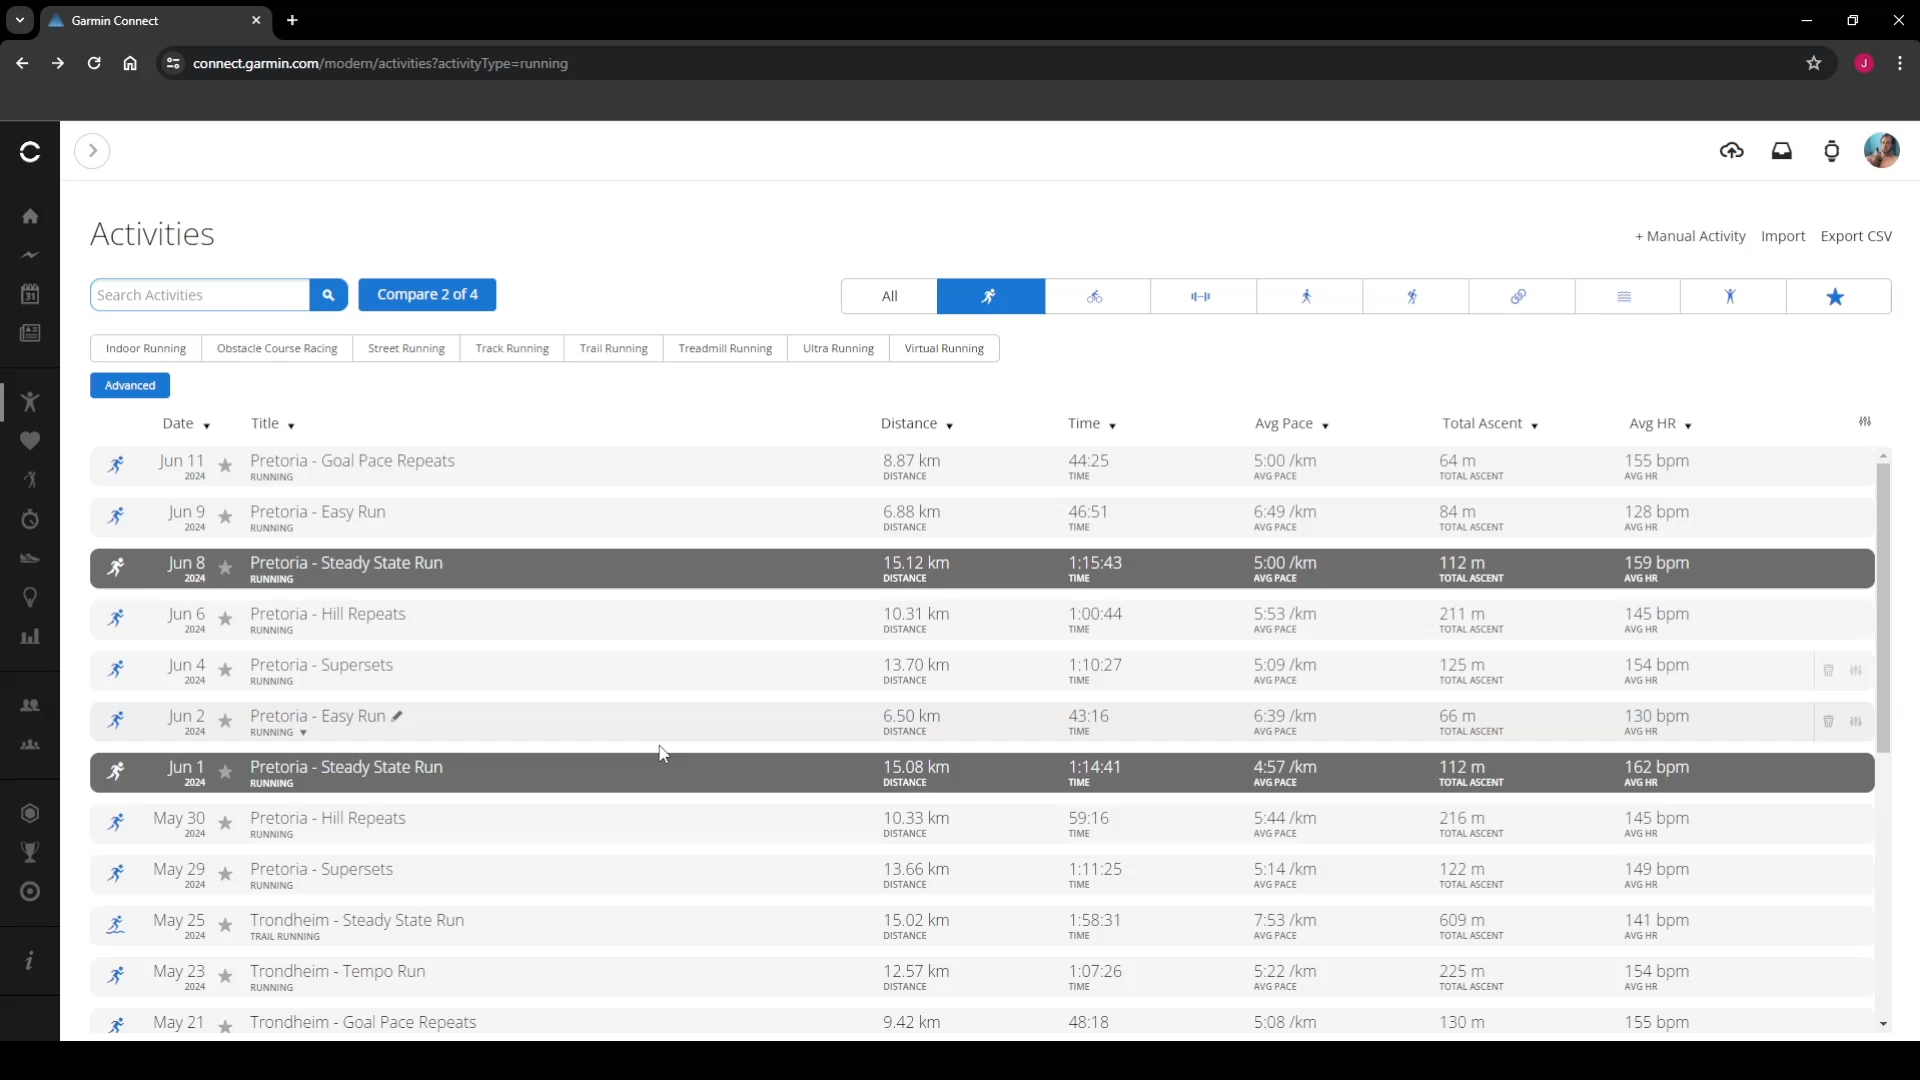 Garmin Connect
connect.garmin.com/modern/activities?activityType=running
J
31
Activities
+ Manual Activity Import Export CSV
Search Activities Compare 2 of 4 All
Indoor Running Obstacle Course Racing Street Running Track Running Trail Running Treadmill Running Ultra Running Virtual Running
Advanced
Date Title Distance Time Avg Pace Total Ascent Avg HR
Jun 11 Pretoria - Goal Pace Repeats 8.87 km 44:25 5:00 /km 64 m 155 bpm
2024 RUNNING DISTANCE TIME AVG PACE TOTAL ASCENT AVG HR
Jun 9 Pretoria - Easy Run 6.88 km 46:51 6:49 /km 84 m 128 bpm
2024 RUNNING DISTANCE TIME AVG PACE TOTAL ASCENT AVG HR
Jun 8 Pretoria - Steady State Run 15.12 km 1:15:43 5:00 /km 112 m 159 bpm
2024 RUNNING DISTANCE TIME AVG PACE TOTAL ASCENT AVG HR
Jun 6 Pretoria - Hill Repeats 10.31 km 1:00:44 5:53 /km 211 m 145 bpm
2024 RUNNING DISTANCE TIME AVG PACE TOTAL ASCENT AVG HR
Jun 4 Pretoria - Supersets 13.70 km 1:10:27 5:09 /km 125 m 154 bpm
2024 RUNNING DISTANCE TIME AVG PACE TOTAL ASCENT AVG HR
Jun 2 Pretoria - Easy Run 6.50 km 43:16 6:39 /km 66 m 130 bpm
2024 RUNNING DISTANCE TIME AVG PACE TOTAL ASCENT AVG HR
Jun 1 Pretoria - Steady State Run 15.08 km 1:14:41 4:57 /km 112 m 162 bpm
2024 RUNNING DISTANCE TIME AVG PACE TOTAL ASCENT AVG HR
May 30 Pretoria - Hill Repeats 10.33 km 59:16 5:44 /km 216 m 145 bpm
2024 RUNNING DISTANCE TIME AVG PACE TOTAL ASCENT AVG HR
May 29 Pretoria - Supersets 13.66 km 1:11:25 5:14 /km 122 m 149 bpm
2024 RUNNING DISTANCE TIME AVG PACE TOTAL ASCENT AVG HR
May 25 Trondheim - Steady State Run 15.02 km 1:58:31 7:53 /km 609 m 141 bpm
2024 TRAIL RUNNING DISTANCE TIME AVG PACE TOTAL ASCENT AVG HR
May 23 Trondheim - Tempo Run 12.57 km 1:07:26 5:22 /km 225 m 154 bpm
2024 RUNNING DISTANCE TIME AVG PACE TOTAL ASCENT AVG HR
May 21 Trondheim - Goal Pace Repeats 9.42 km 48:18 5:08 /km 130 m 155 bpm